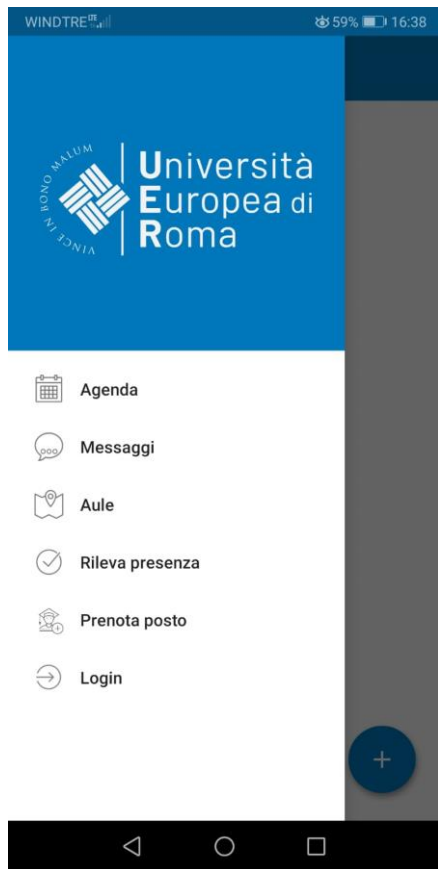 WINDTRE LTE 59% 16:38
VINCE IN BONO MALUM
Università
Europea di
Roma
Agenda
Messaggi
Aule
Rileva presenza
Prenota posto
Login
+